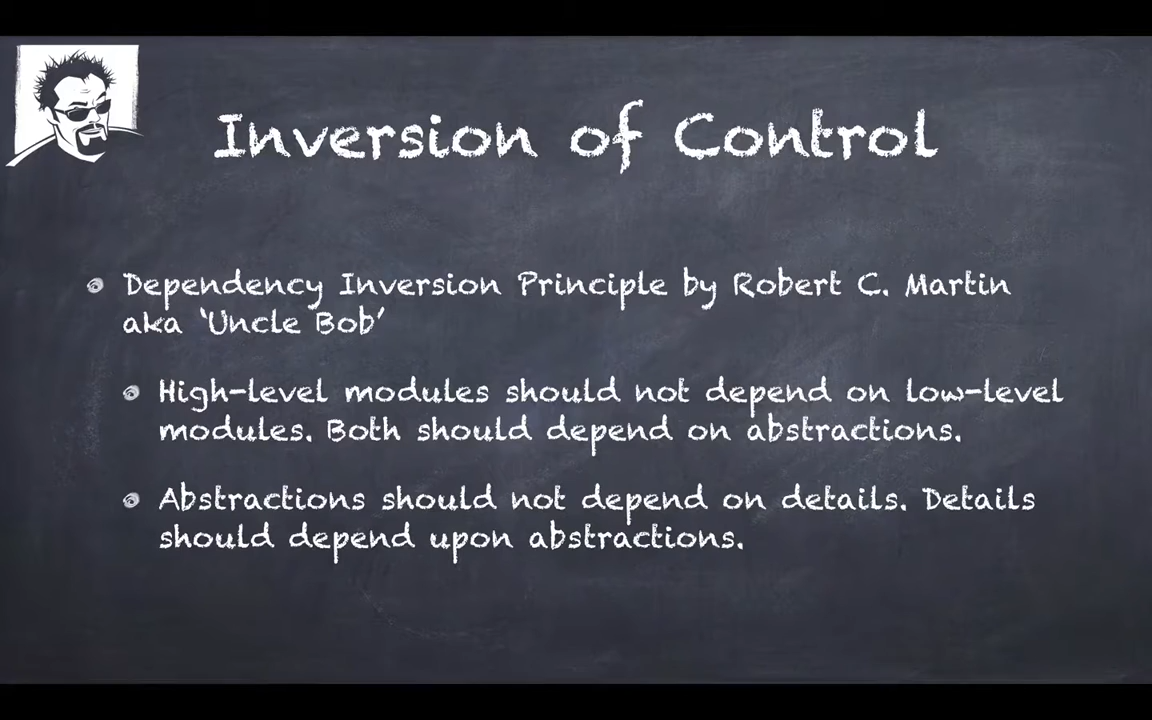 Inversion of Control
Dependency Inversion Principle by Robert C. Martin
aka ‘Uncle Bob’
High-level modules should not depend on low-level
modules. Both should depend on abstractions.
Abstractions should not depend on details. Details
should depend upon abstractions.